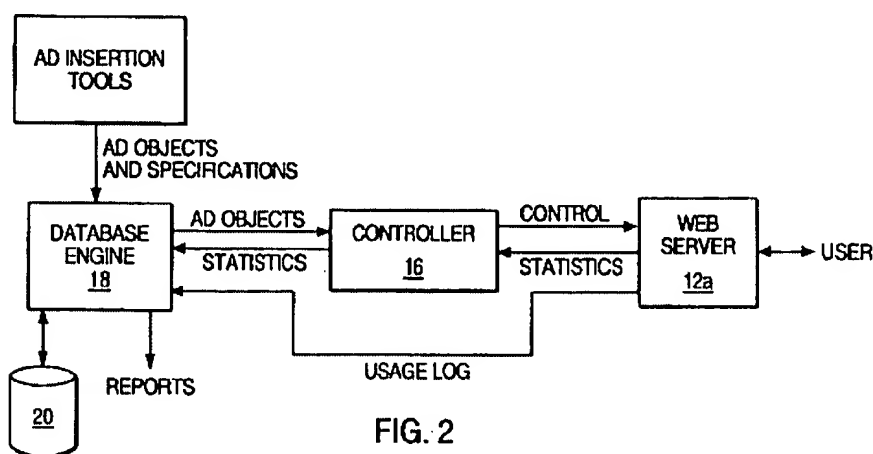 AD INSERTION
TOOLS
AD OBJECTS
AND SPECIFICATIONS
DATABASE
ENGINE
18
AD OBJECTS
STATISTICS
CONTROLLER
16
CONTROL
STATISTICS
WEB
SERVER
12a
USER
USAGE LOG
REPORTS
20
FIG. 2